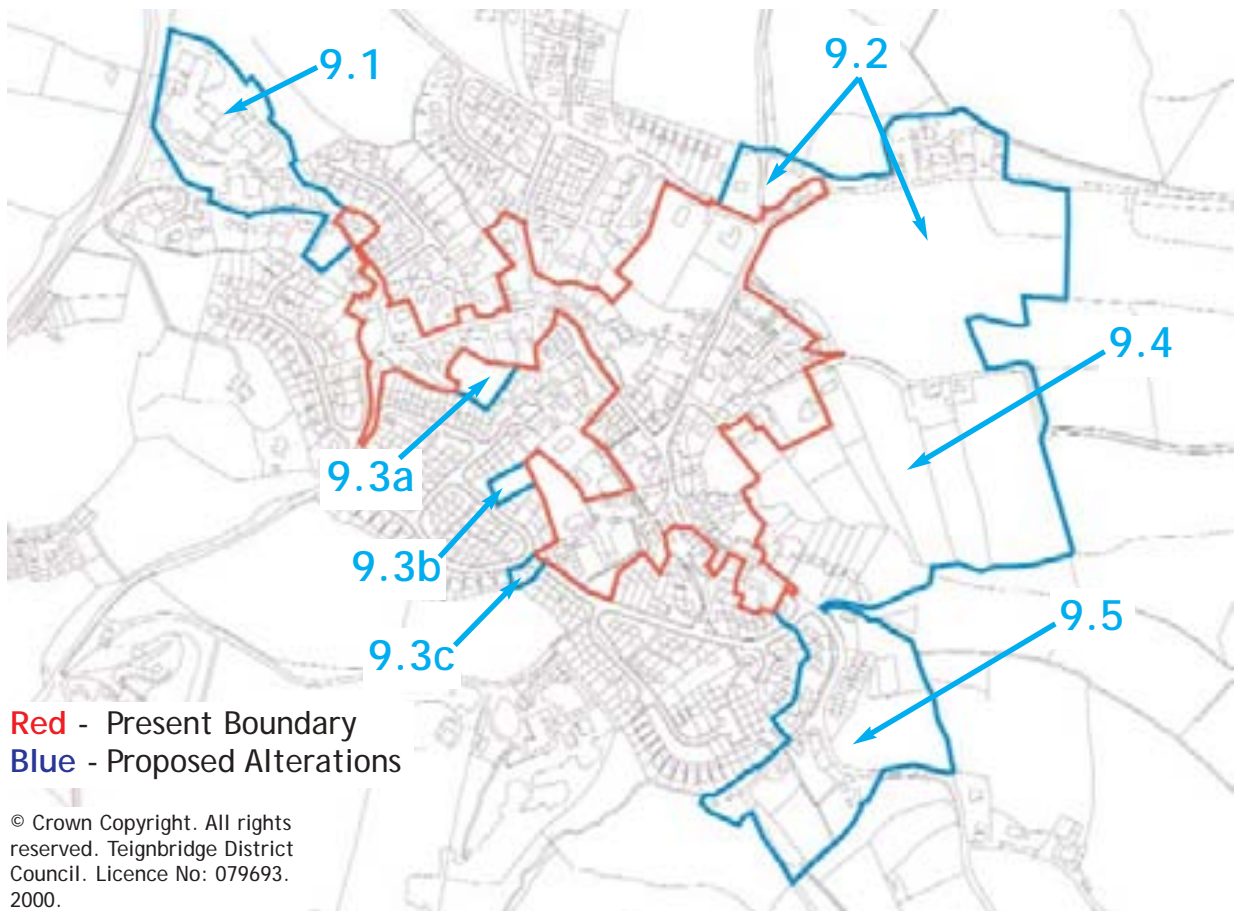 9.1
9.2
9.4
9.3a
9.3b
9.5
9.3c
Red - Present Boundary
Blue - Proposed Alterations
© Crown Copyright. All rights
reserved. Teignbridge District
Council. Licence No: 079693.
2000.